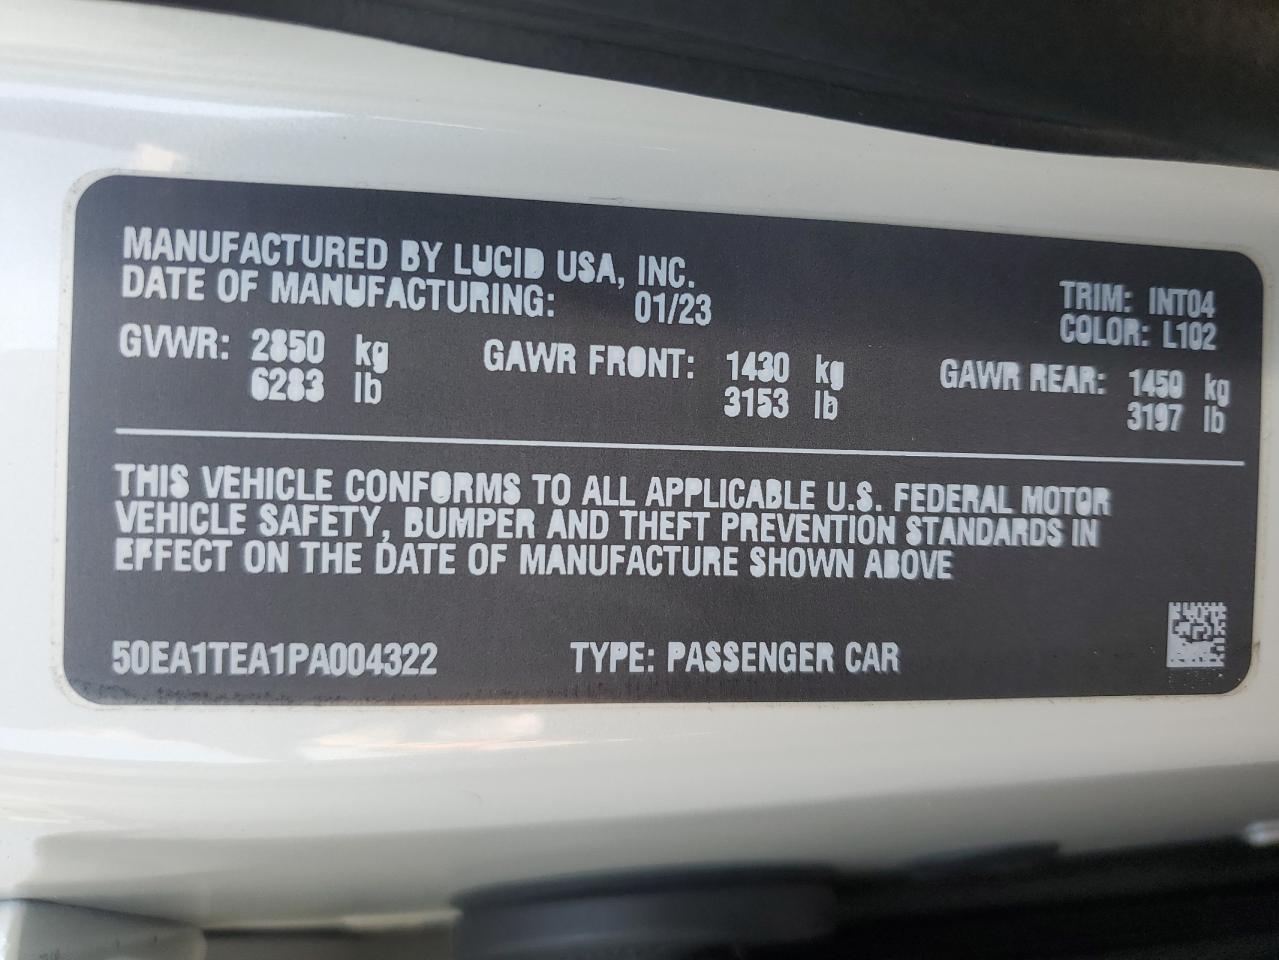 MANUFACTURED BY LUCID USA, INC.
DATE OF MANUFACTURING: 01/23
TRIM: INT04
COLOR: L102
GVWR: 2850 kg GAWR FRONT: 1430 kg GAWR REAR: 1450 kg
6283 lb 3153 lb 3197 lb
THIS VEHICLE CONFORMS TO ALL APPLICABLE U.S. FEDERAL MOTOR
VEHICLE SAFETY, BUMPER AND THEFT PREVENTION STANDARDS IN
EFFECT ON THE DATE OF MANUFACTURE SHOWN ABOVE
50EA1TEA1PA004322 TYPE: PASSENGER CAR